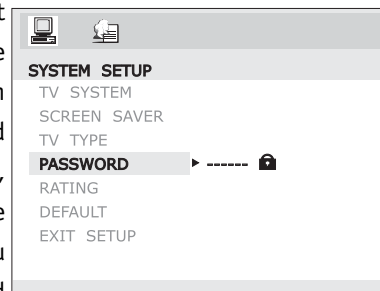 SYSTEM SETUP
TV SYSTEM
SCREEN SAVER
TV TYPE
PASSWORD ------
RATING
DEFAULT
EXIT SETUP